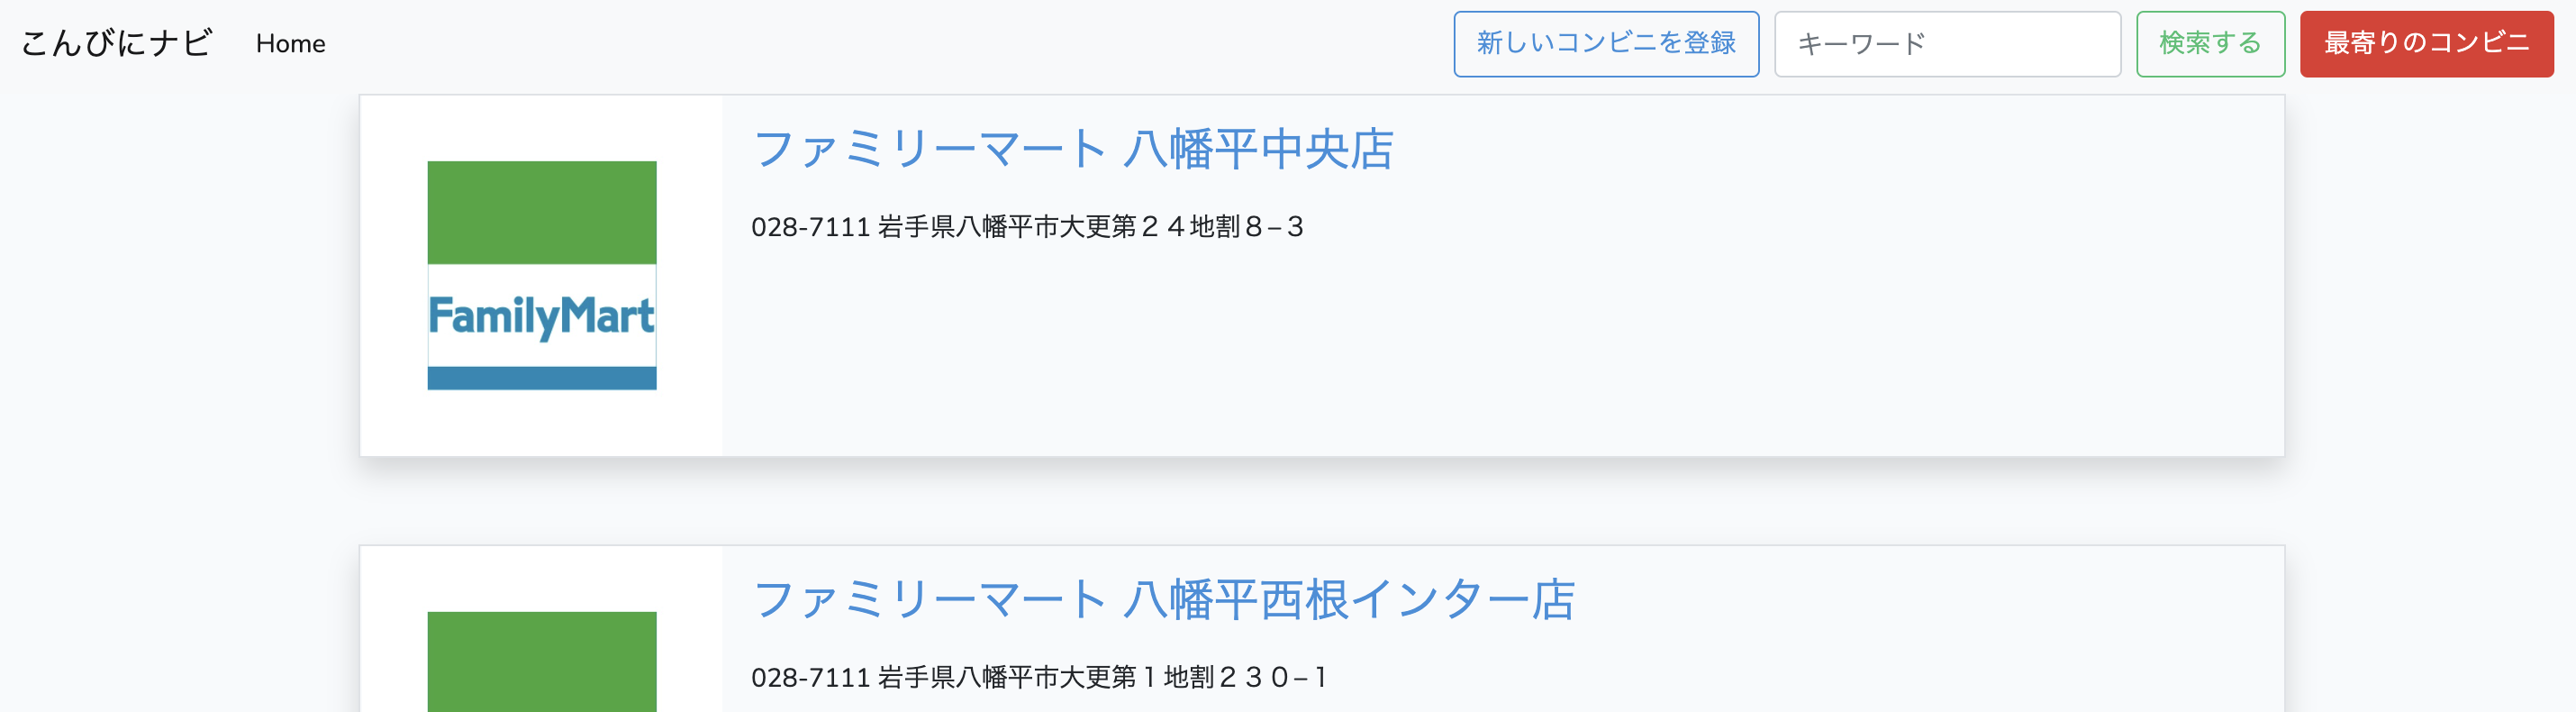 こんびにナビ Home 新しいコンビニを登録 キーワード 検索する 最寄りのコンビニ
ファミリーマート 八幡平中央店
028-7111 岩手県八幡平市大更第２４地割８−３
FamilyMart
ファミリーマート 八幡平西根インター店
028-7111 岩手県八幡平市大更第１地割２３０−１